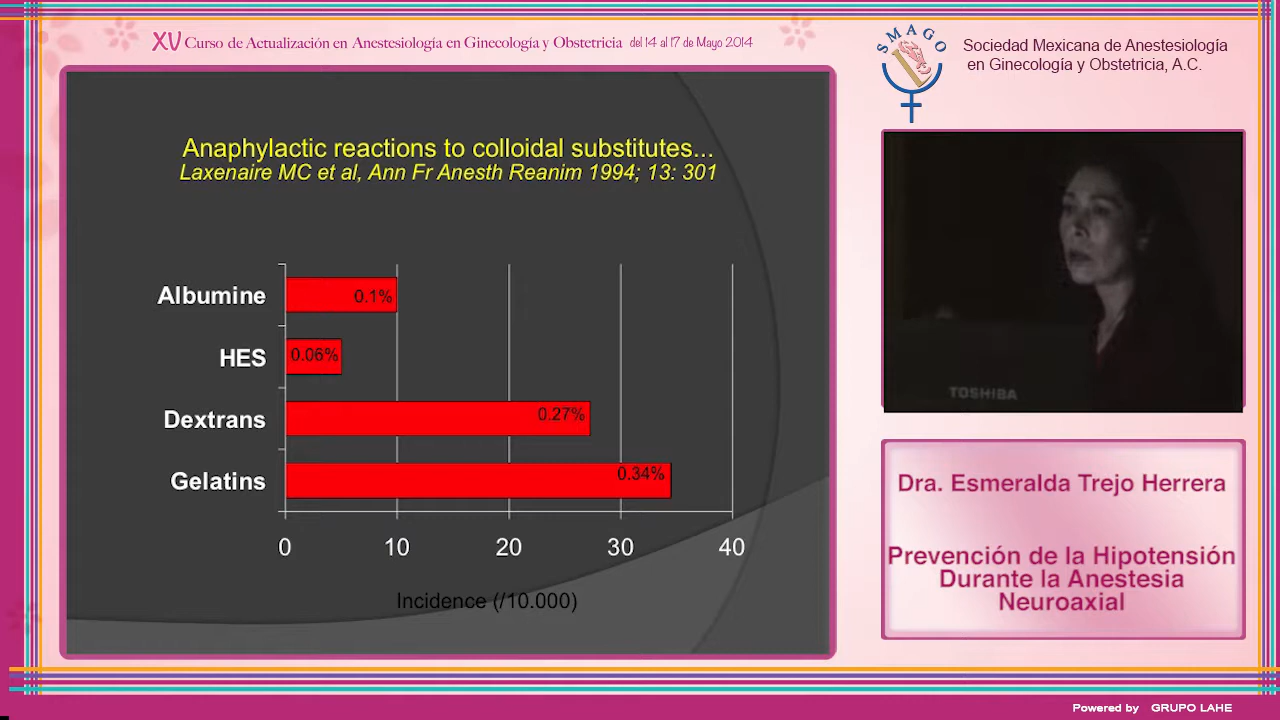 XV Curso de Actualización en Anestesiología en Ginecología y Obstetricia del 14 al 17 de Mayo 2014
SMAGO
Sociedad Mexicana de Anestesiología
en Ginecología y Obstetricia, A.C.
Anaphylactic reactions to colloidal substitutes...
Laxenaire MC et al, Ann Fr Anesth Reanim 1994; 13: 301
Albumine 0.1%
HES 0.06%
Dextrans 0.27%
Gelatins 0.34%
0 10 20 30 40
Incidence (/10.000)
TOSHIBA
Dra. Esmeralda Trejo Herrera
Prevención de la Hipotensión
Durante la Anestesia
Neuroaxial
Powered by GRUPO LAHE